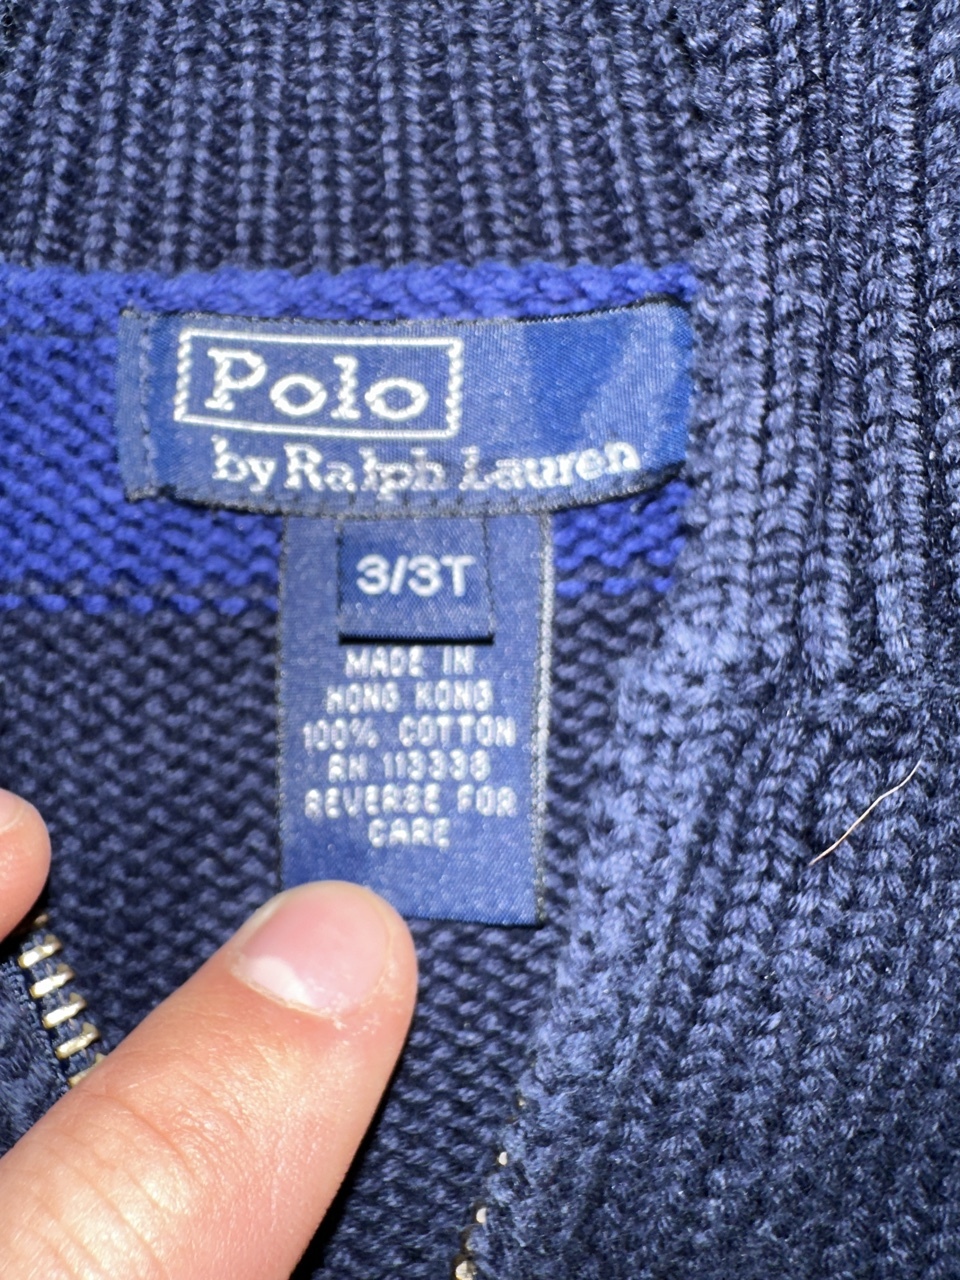 Polo
by Ralph Lauren
3/3T
MADE IN
HONG KONG
100% COTTON
RN 113338
REVERSE FOR
CARE